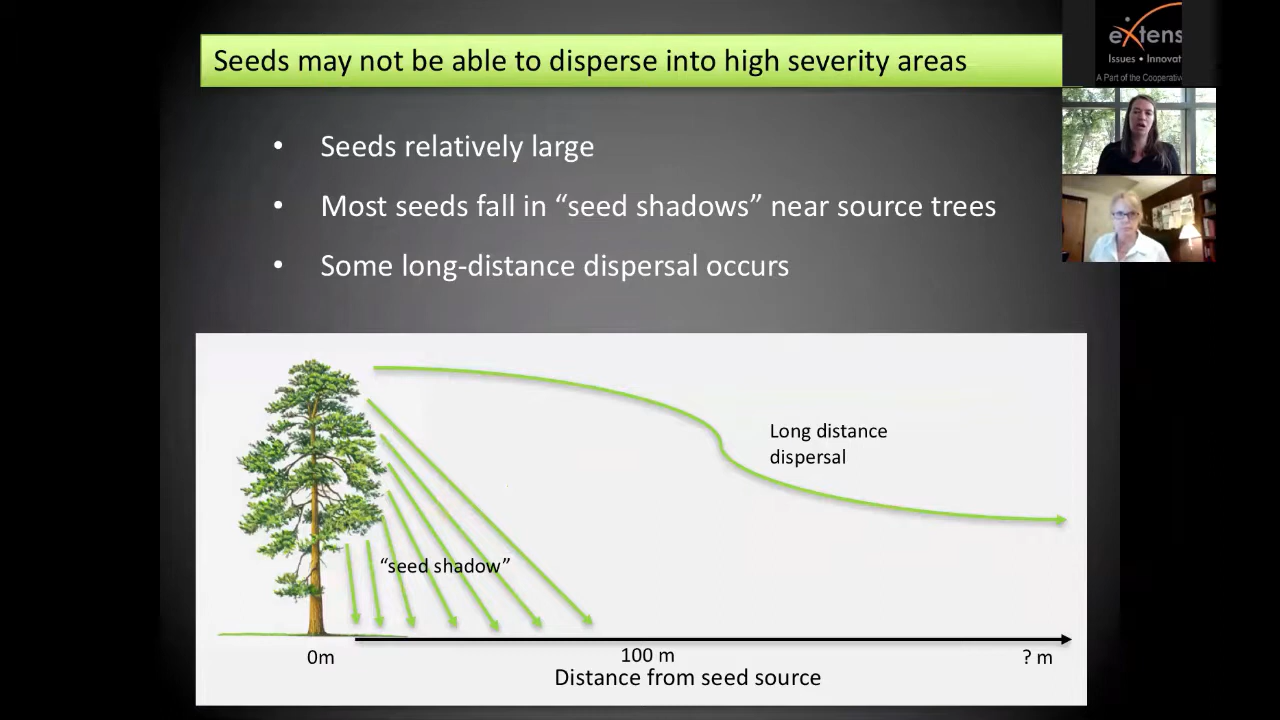 Seeds may not be able to disperse into high severity areas
eXtens
Issues • Innovat
A Part of the Cooperative
• Seeds relatively large
• Most seeds fall in “seed shadows” near source trees
• Some long-distance dispersal occurs
Long distance
dispersal
“seed shadow”
0m
100 m
? m
Distance from seed source